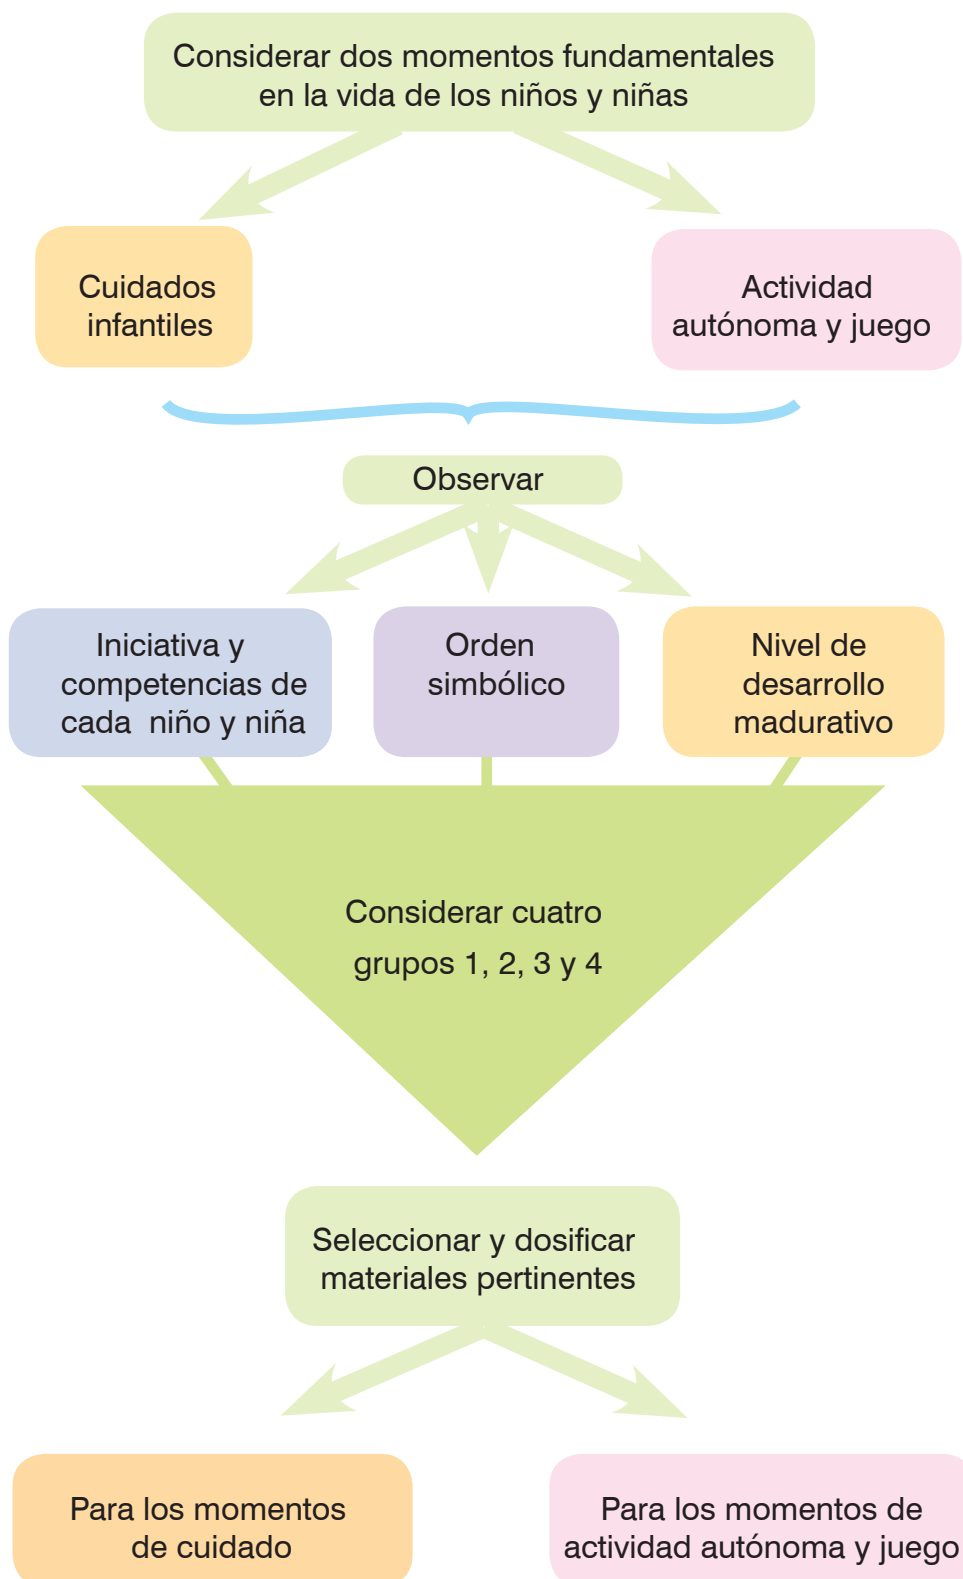 Considerar dos momentos fundamentales
en la vida de los niños y niñas
Cuidados
infantiles
Actividad
autónoma y juego
Observar
Iniciativa y
competencias de
cada niño y niña
Orden
simbólico
Nivel de
desarrollo
madurativo
Considerar cuatro
grupos 1, 2, 3 y 4
Seleccionar y dosificar
materiales pertinentes
Para los momentos
de cuidado
Para los momentos de
actividad autónoma y juego